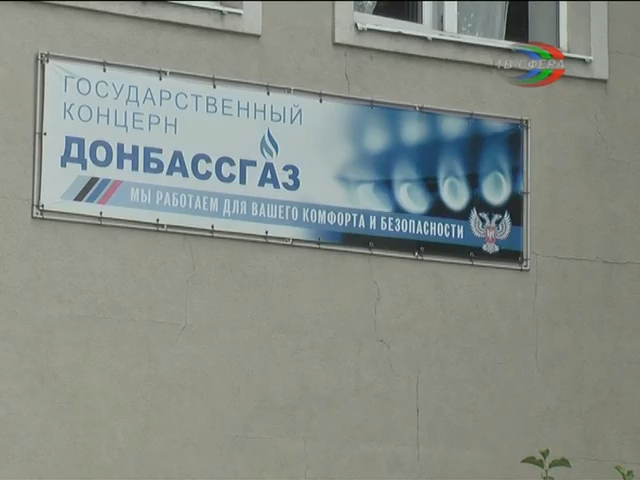 ГОСУДАРСТВЕННЫЙ
КОНЦЕРН
ДОНБАССГАЗ
МЫ РАБОТАЕМ ДЛЯ ВАШЕГО КОМФОРТА И БЕЗОПАСНОСТИ
ТВ СФЕРА